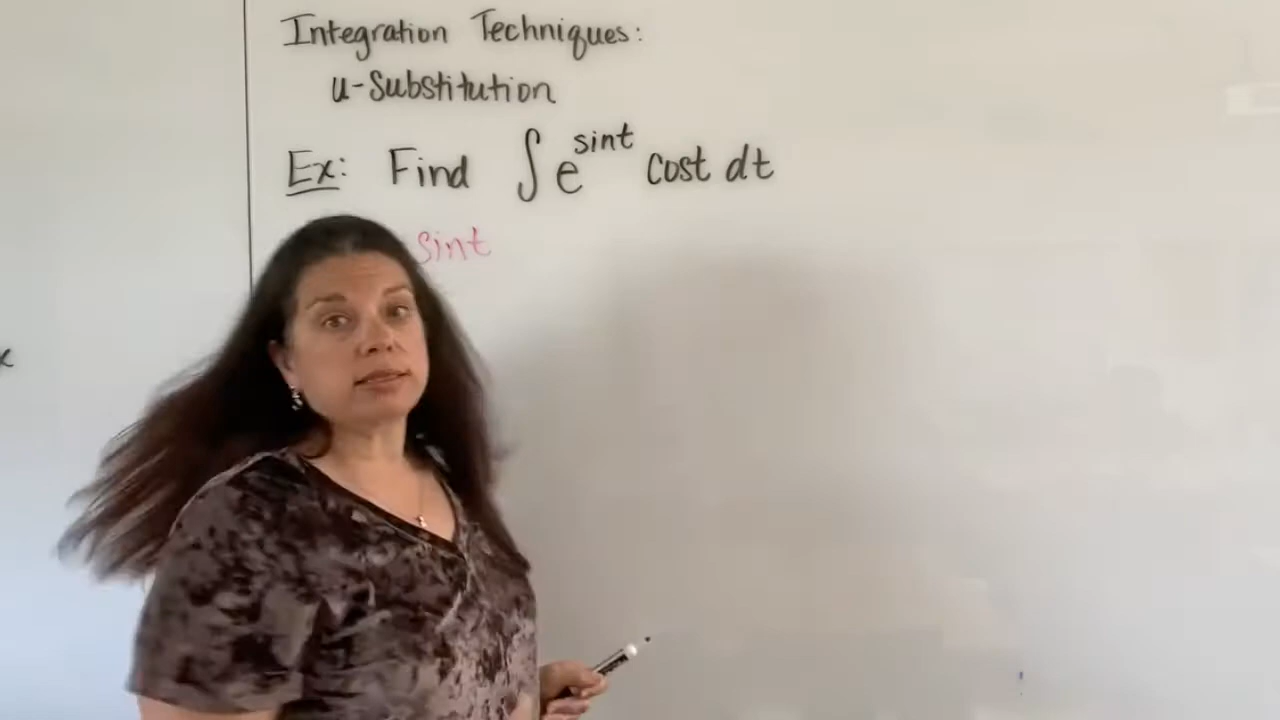 Integration Techniques:
u-Substitution
Ex: Find ∫ e^sint cost dt
sint